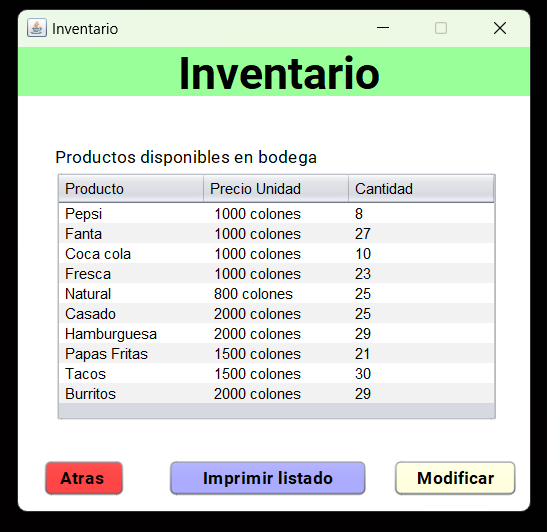 Inventario
Inventario
Productos disponibles en bodega
Producto Precio Unidad Cantidad
Pepsi 1000 colones 8
Fanta 1000 colones 27
Coca cola 1000 colones 10
Fresca 1000 colones 23
Natural 800 colones 25
Casado 2000 colones 25
Hamburguesa 2000 colones 29
Papas Fritas 1500 colones 21
Tacos 1500 colones 30
Burritos 2000 colones 29
Atras Imprimir listado Modificar